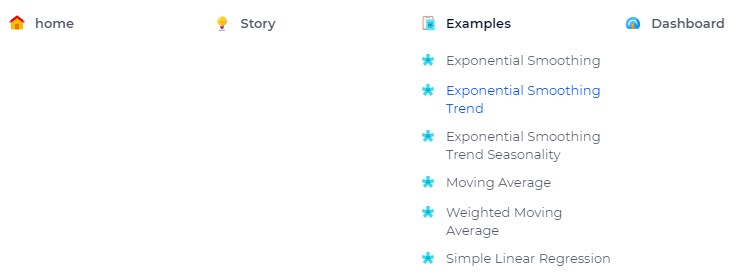 home
Story
Examples
Dashboard
Exponential Smoothing
Exponential Smoothing
Trend
Exponential Smoothing
Trend Seasonality
Moving Average
Weighted Moving
Average
Simple Linear Regression